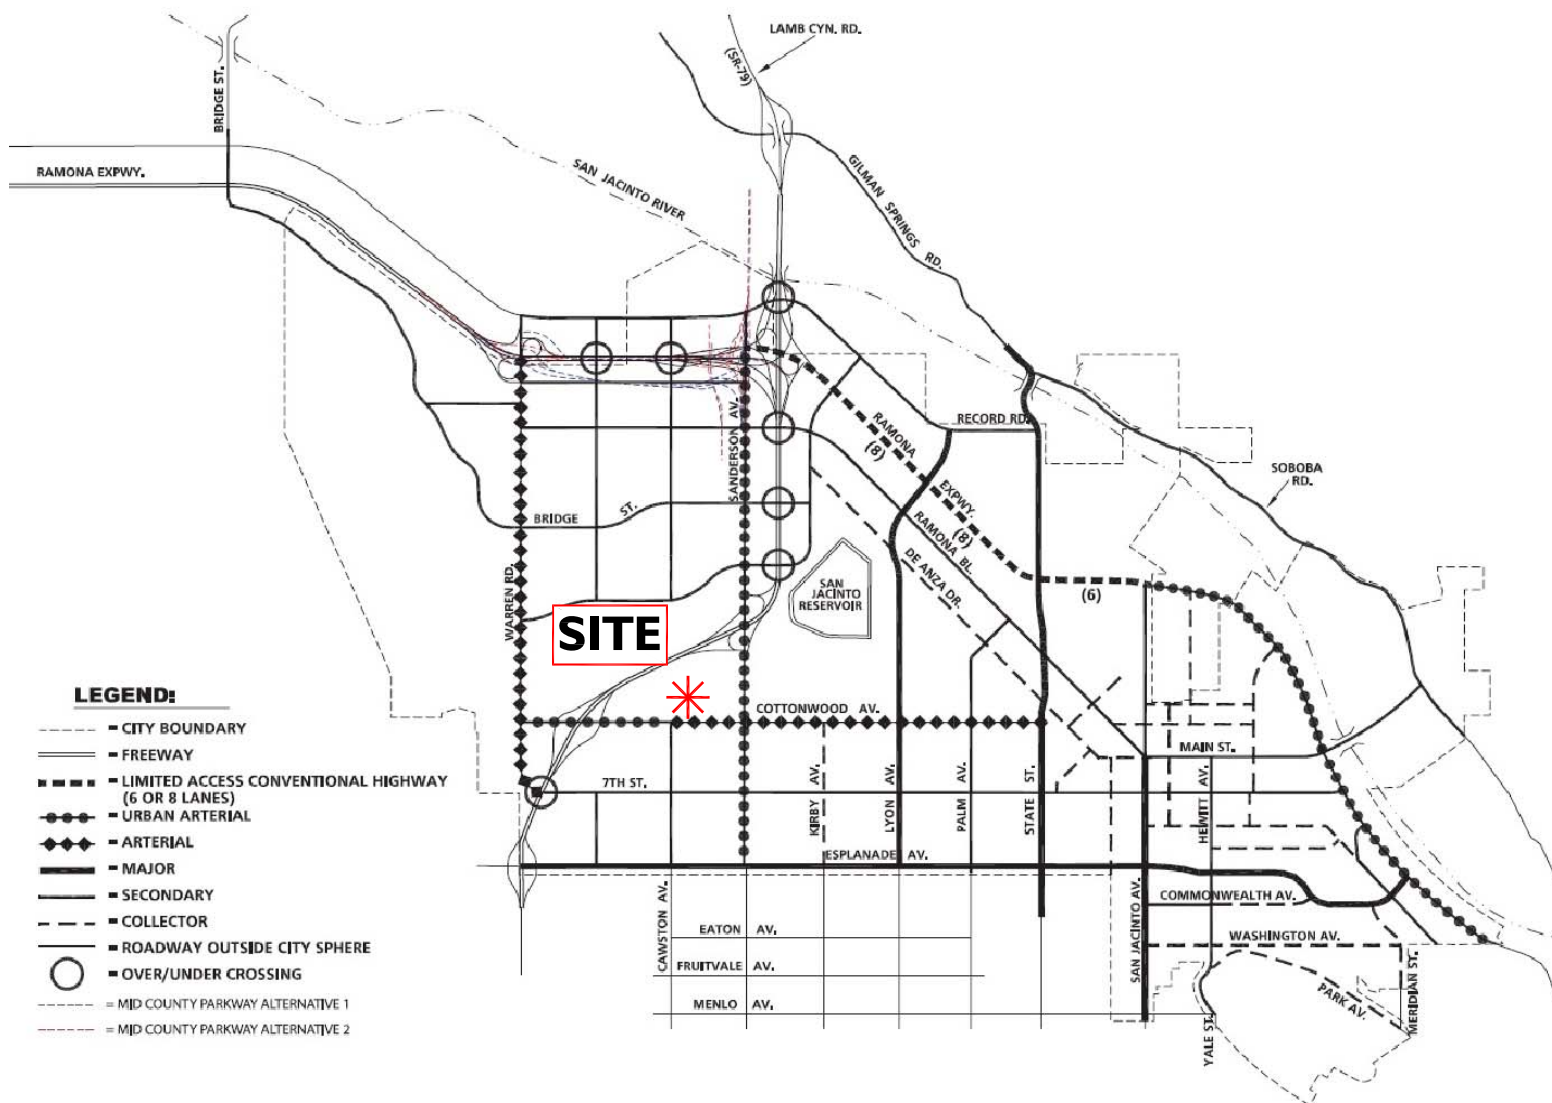 LAMB CYN. RD.
(SR-79)
BRIDGE ST.
RAMONA EXPWY.
SAN JACINTO RIVER
GILMAN SPRINGS RD.
SANDERSON AV.
RAMONA
(8)
EXPWY.
(8)
RECORD RD.
SOBOBA
RD.
BRIDGE ST.
RAMONA BL.
DE ANZA DR.
SAN
JACINTO
RESERVOIR
(6)
WARREN RD.
SITE
COTTONWOOD AV.
MAIN ST.
7TH ST.
KIRBY AV.
LYON AV.
PALM AV.
STATE ST.
HEWITT AV.
ESPLANADE AV.
CAWSTON AV.
SAN JACINTO AV.
COMMONWEALTH AV.
EATON AV.
WASHINGTON AV.
FRUITVALE AV.
MENLO AV.
PARK AV.
MERIDIAN ST.
YALE ST.
LEGEND:
= CITY BOUNDARY
= FREEWAY
= LIMITED ACCESS CONVENTIONAL HIGHWAY
(6 OR 8 LANES)
= URBAN ARTERIAL
= ARTERIAL
= MAJOR
= SECONDARY
= COLLECTOR
= ROADWAY OUTSIDE CITY SPHERE
= OVER/UNDER CROSSING
= MID COUNTY PARKWAY ALTERNATIVE 1
= MID COUNTY PARKWAY ALTERNATIVE 2